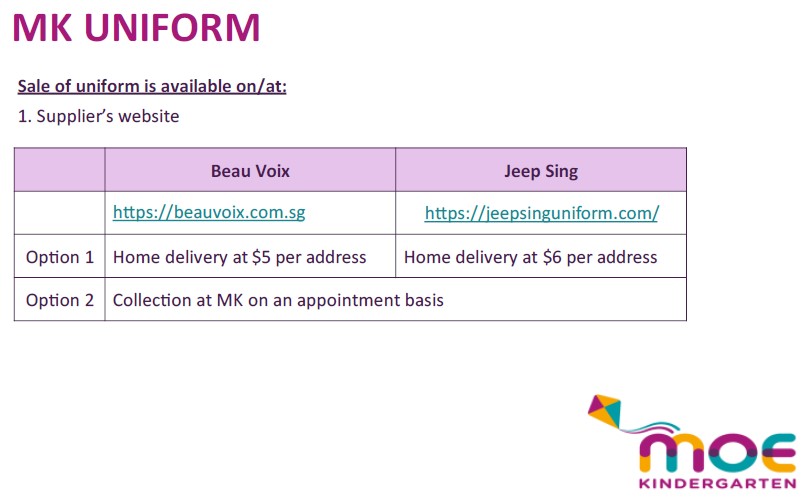 MK UNIFORM
Sale of uniform is available on/at:
1. Supplier’s website
Beau Voix Jeep Sing
https://beauvoix.com.sg https://jeepsinguniform.com/
Option 1 Home delivery at $5 per address Home delivery at $6 per address
Option 2 Collection at MK on an appointment basis
moe
KINDERGARTEN